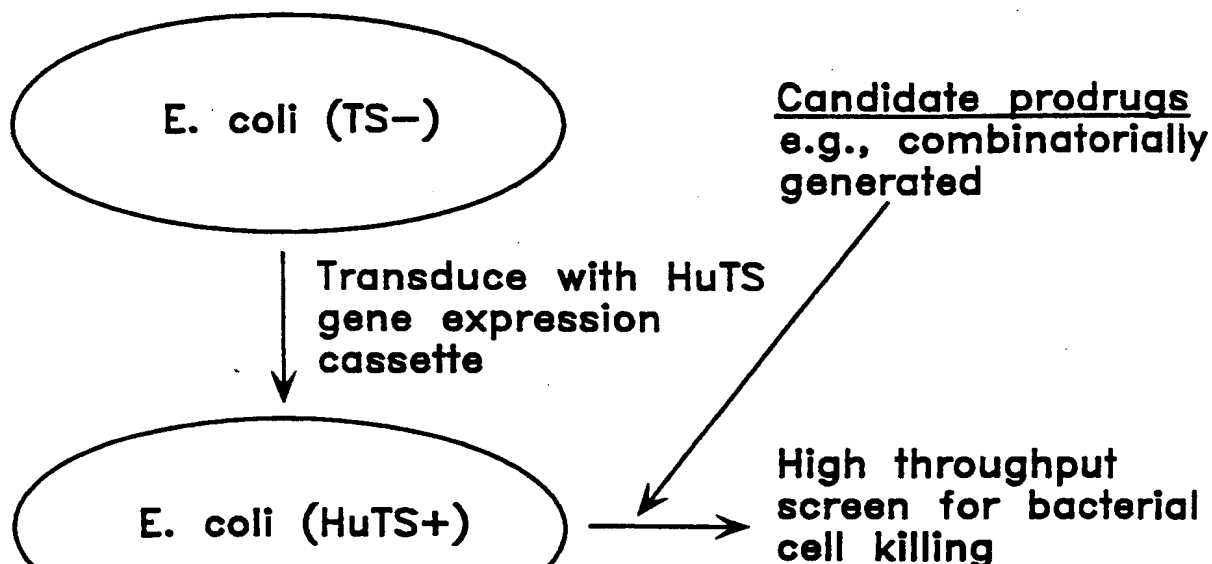 E. coli (TS-)
Candidate prodrugs
e.g., combinatorially
generated
Transduce with HuTS
gene expression
cassette
E. coli (HuTS+)
High throughput
screen for bacterial
cell killing